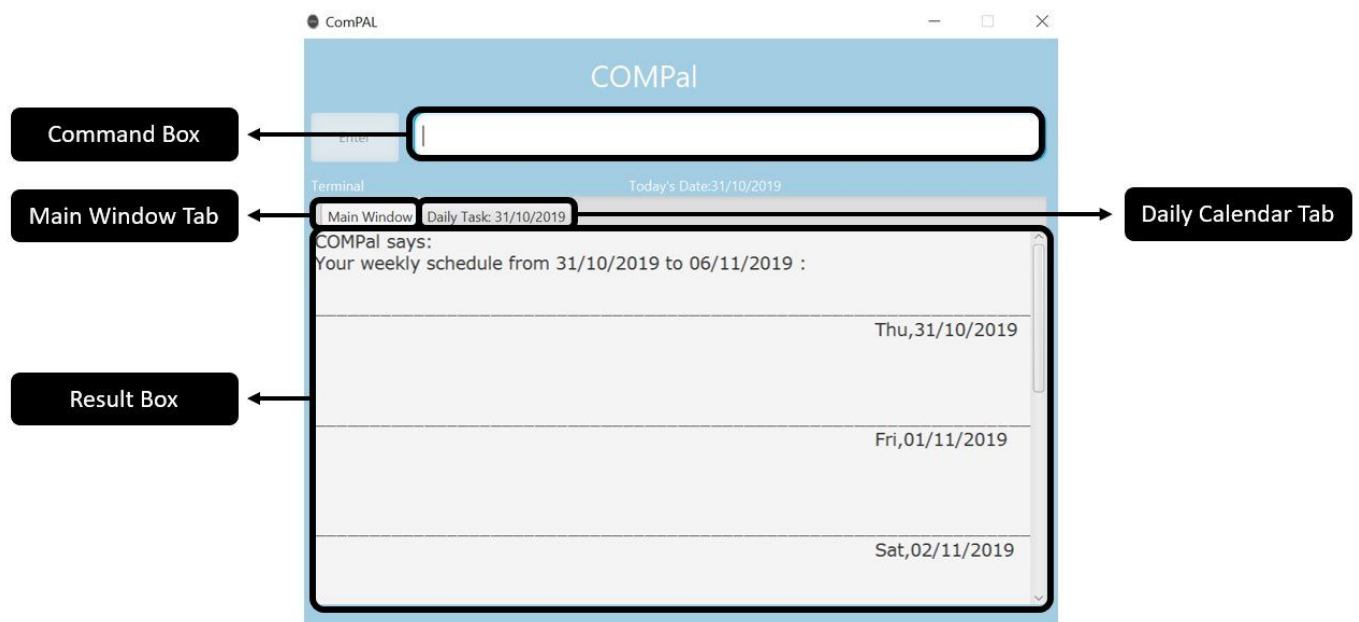 ComPAL
COMPal
Command Box
Enter
Terminal
Today's Date:31/10/2019
Main Window Tab
Main Window
Daily Task: 31/10/2019
Daily Calendar Tab
COMPal says:
Your weekly schedule from 31/10/2019 to 06/11/2019 :
Thu,31/10/2019
Result Box
Fri,01/11/2019
Sat,02/11/2019